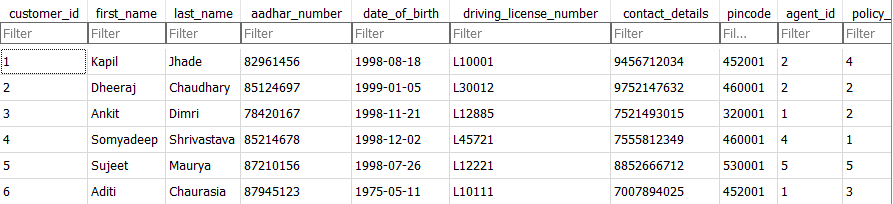 customer_id first_name last_name aadhar_number date_of_birth driving_license_number contact_details pincode agent_id policy_
Filter Filter Filter Filter Filter Filter Filter Fil... Filter Filter
1 Kapil Jhade 82961456 1998-08-18 L10001 9456712034 452001 2 4
2 Dheeraj Chaudhary 85124697 1999-01-05 L30012 9752147632 460001 2 2
3 Ankit Dimri 78420167 1998-11-21 L12885 7521493015 320001 1 2
4 Somyadeep Shrivastava 85214678 1998-12-02 L45721 7555812349 460001 4 1
5 Sujeet Maurya 87210156 1998-07-26 L12221 8852666712 530001 5 5
6 Aditi Chaurasia 87945123 1975-05-11 L10111 7007894025 452001 1 3